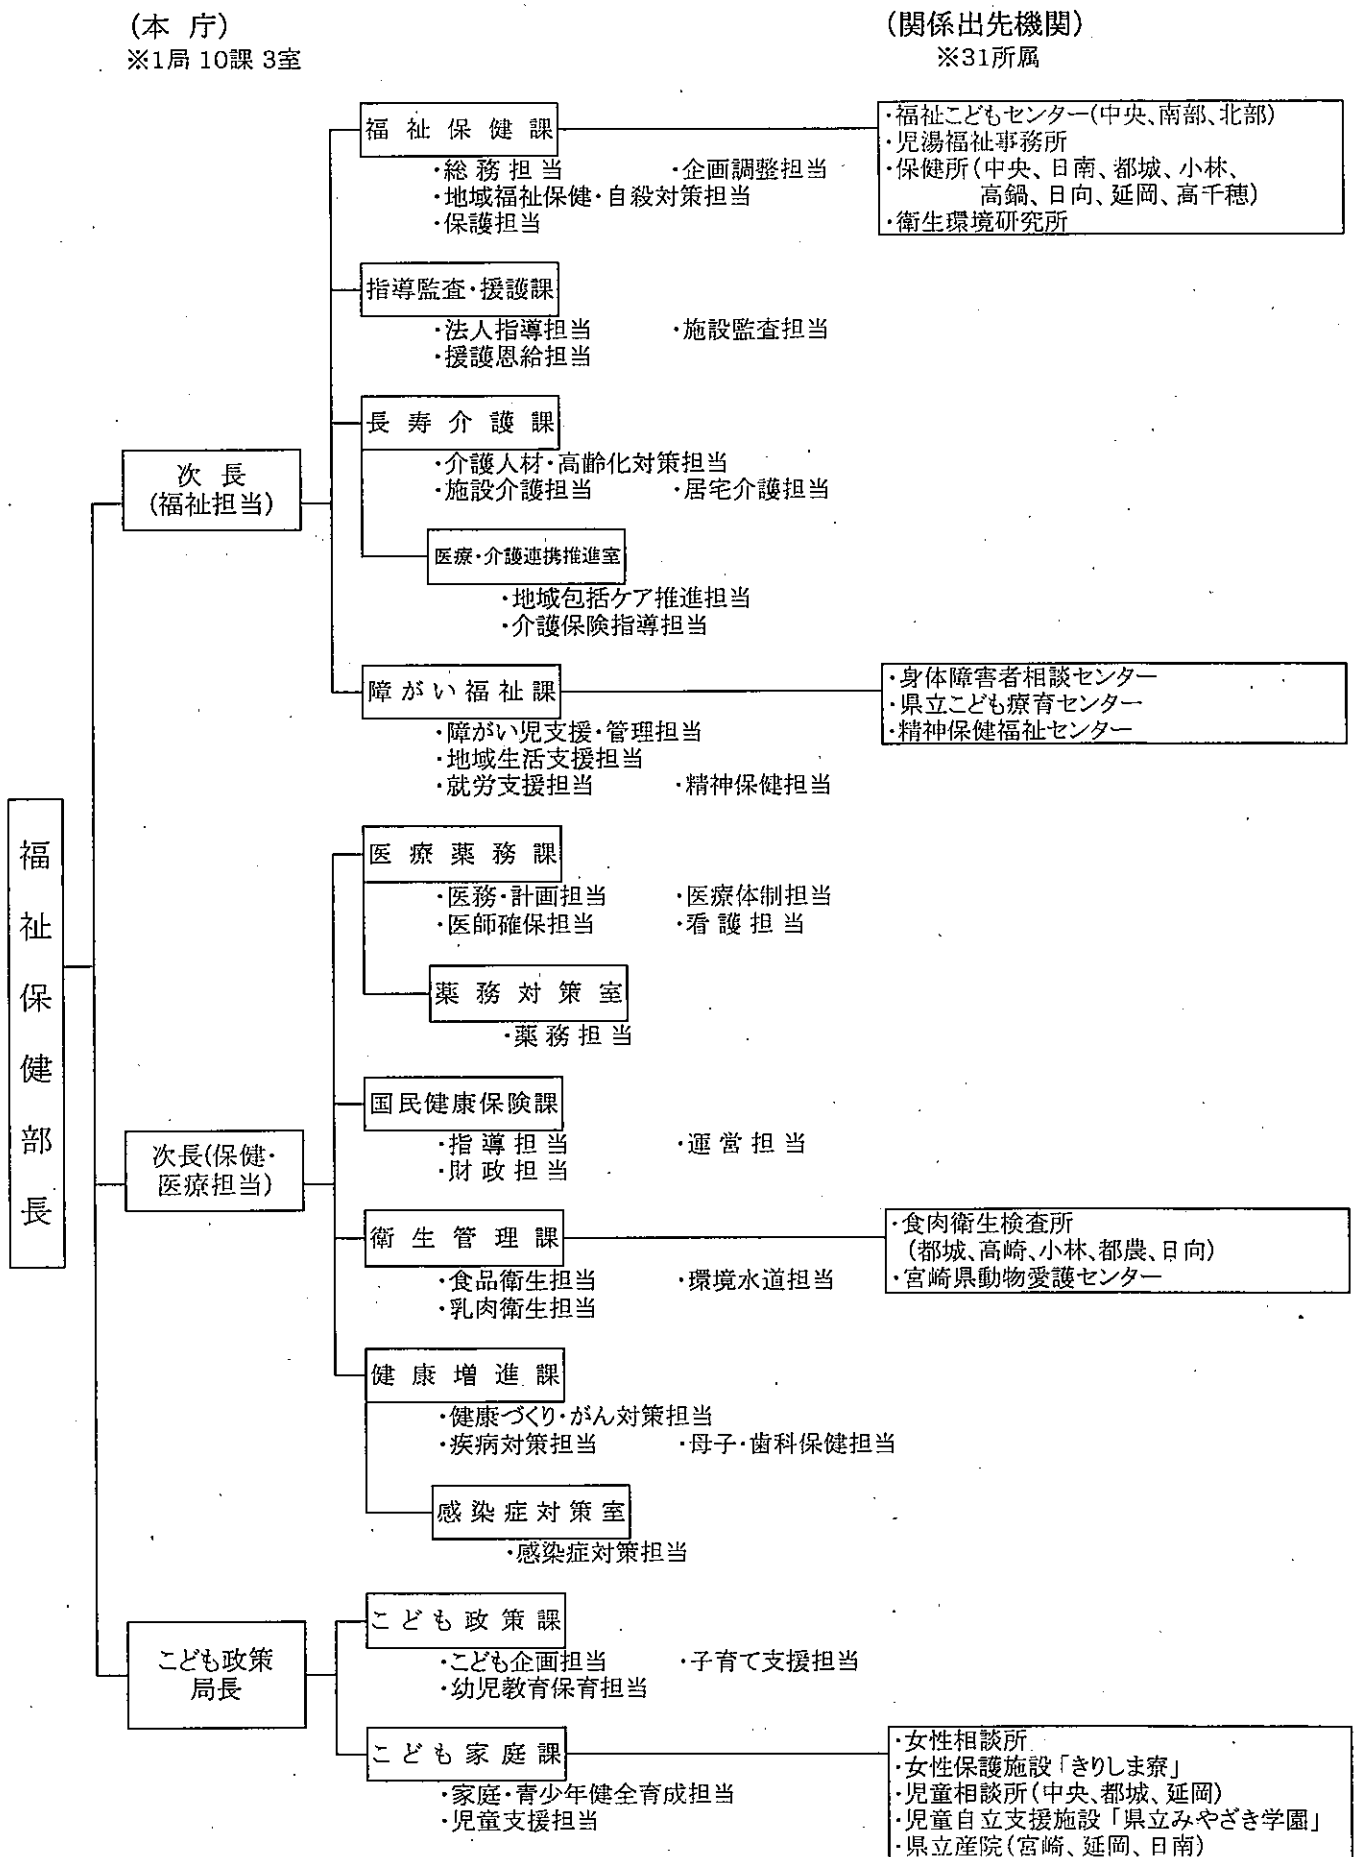 (本 庁)
※1局 10課 3室
(関係出先機関)
※31所属
福祉保健部長
次 長
(福祉担当)
福 祉 保 健 課
・総 務 担 当 ・企画調整担当
・地域福祉保健・自殺対策担当
・保護担当
・福祉こどもセンター(中央、南部、北部)
・児湯福祉事務所
・保健所(中央、日南、都城、小林、
高鍋、日向、延岡、高千穂)
・衛生環境研究所
指導監査・援護課
・法人指導担当 ・施設監査担当
・援護恩給担当
長 寿 介 護 課
・介護人材・高齢化対策担当
・施設介護担当 ・居宅介護担当
医療・介護連携推進室
・地域包括ケア推進担当
・介護保険指導担当
障 が い 福 祉 課
・障がい児支援・管理担当
・地域生活支援担当
・就労支援担当 ・精神保健担当
・身体障害者相談センター
・県立こども療育センター
・精神保健福祉センター
次長(保健・
医療担当)
医 療 薬 務 課
・医務・計画担当 ・医療体制担当
・医師確保担当 ・看 護 担 当
薬 務 対 策 室
・薬 務 担 当
国民健康保険課
・指 導 担 当 ・運 営 担 当
・財 政 担 当
衛 生 管 理 課
・食品衛生担当 ・環境水道担当
・乳肉衛生担当
・食肉衛生検査所
(都城、高崎、小林、都農、日向)
・宮崎県動物愛護センター
健 康 増 進 課
・健康づくり・がん対策担当
・疾病対策担当 ・母子・歯科保健担当
感 染 症 対 策 室
・感染症対策担当
こども政策
局長
こ ど も 政 策 課
・こども企画担当 ・子育て支援担当
・幼児教育保育担当
こ ど も 家 庭 課
・家庭・青少年健全育成担当
・児童支援担当
・女性相談所
・女性保護施設「きりしま寮」
・児童相談所(中央、都城、延岡)
・児童自立支援施設「県立みやざき学園」
・県立産院(宮崎、延岡、日南)